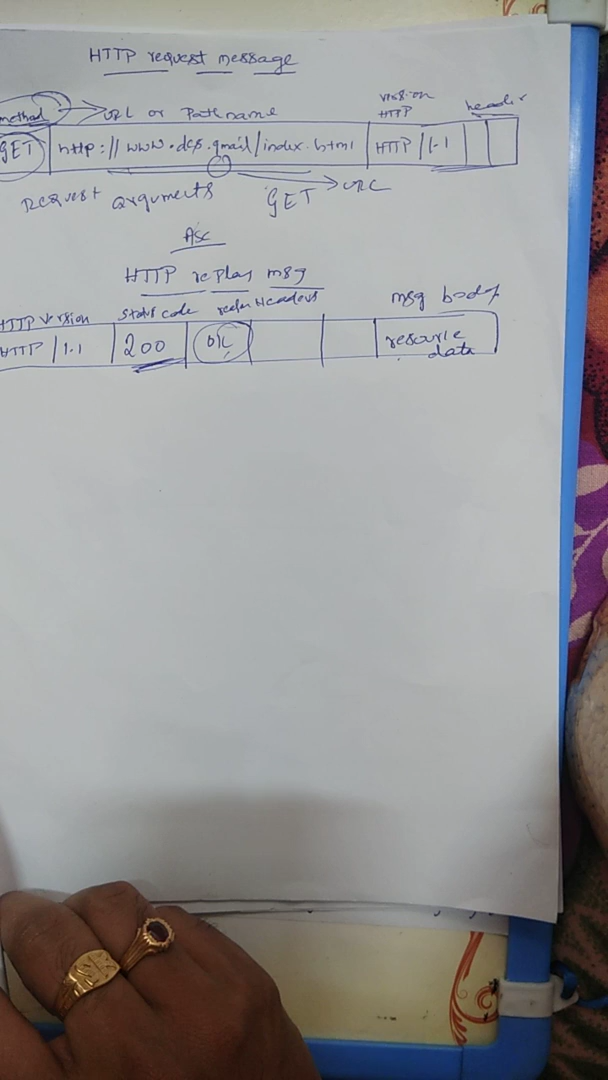 HTTP request message
method URL or Pathname version HTTP header
GET http://www.dcs.gmail/index.html HTTP/1.1
Request arguments GET URL
HTTP replay msg
HTTP version status code Headers msg body
HTTP/1.1 200 resource data